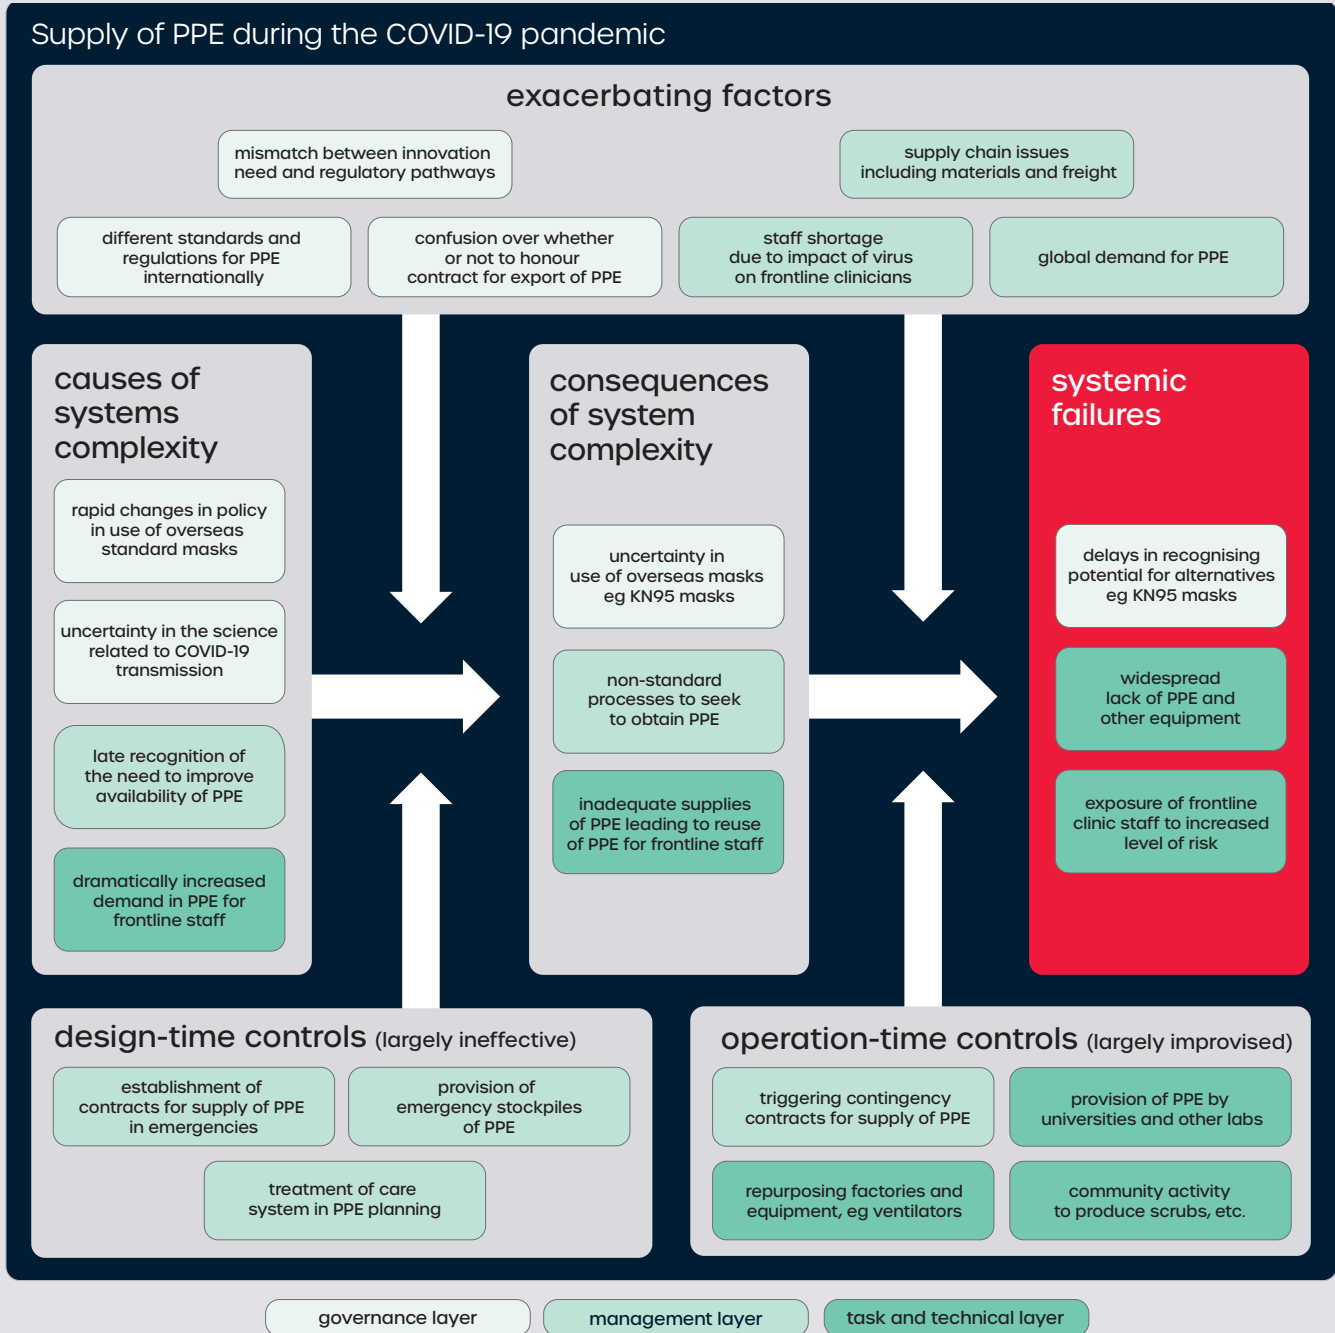 Supply of PPE during the COVID-19 pandemic
exacerbating factors
mismatch between innovation
need and regulatory pathways
supply chain issues
including materials and freight
different standards and
regulations for PPE
internationally
confusion over whether
or not to honour
contract for export of PPE
staff shortage
due to impact of virus
on frontline clinicians
global demand for PPE
causes of
systems
complexity
rapid changes in policy
in use of overseas
standard masks
uncertainty in the science
related to COVID-19
transmission
late recognition of
the need to improve
availability of PPE
dramatically increased
demand in PPE for
frontline staff
consequences
of system
complexity
uncertainty in
use of overseas masks
eg KN95 masks
non-standard
processes to seek
to obtain PPE
inadequate supplies
of PPE leading to reuse
of PPE for frontline staff
systemic
failures
delays in recognising
potential for alternatives
eg KN95 masks
widespread
lack of PPE and
other equipment
exposure of frontline
clinic staff to increased
level of risk
design-time controls (largely ineffective)
establishment of
contracts for supply of PPE
in emergencies
provision of
emergency stockpiles
of PPE
treatment of care
system in PPE planning
operation-time controls (largely improvised)
triggering contingency
contracts for supply of PPE
provision of PPE by
universities and other labs
repurposing factories and
equipment, eg ventilators
community activity
to produce scrubs, etc.
governance layer
management layer
task and technical layer